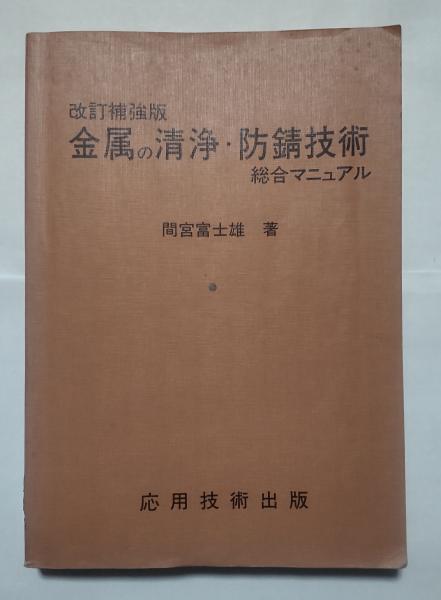 改訂補強版
金属の清浄・防錆技術
総合マニュアル
間宮富士雄 著
応用技術出版